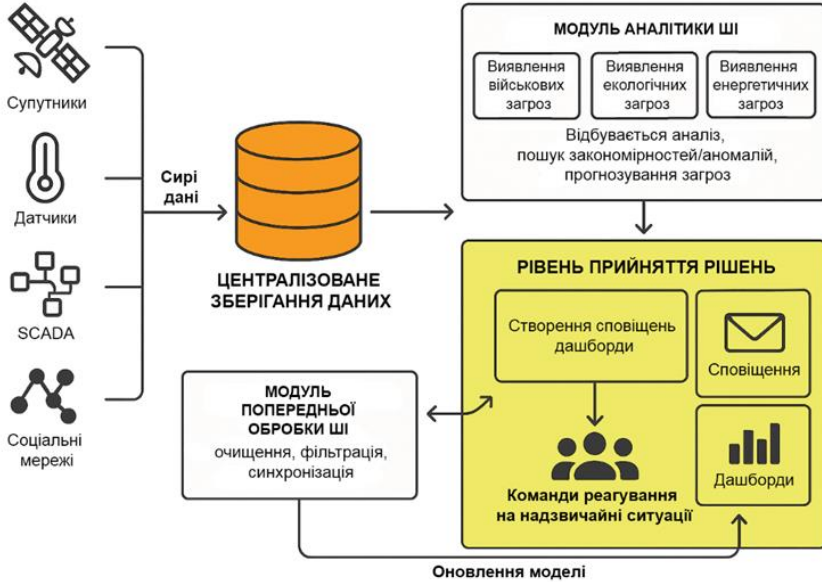 Супутники
Датчики
SCADA
Соціальні
мережі
Сирі
дані
ЦЕНТРАЛІЗОВАНЕ
ЗБЕРІГАННЯ ДАНИХ
МОДУЛЬ АНАЛІТИКИ ШІ
Виявлення
військових
загроз
Виявлення
екологічних
загроз
Виявлення
енергетичних
загроз
Відбувається аналіз,
пошук закономірностей/аномалій,
прогнозування загроз
РІВЕНЬ ПРИЙНЯТТЯ РІШЕНЬ
Створення сповіщень
дашборди
Сповіщення
Команди реагування
на надзвичайні ситуації
Дашборди
МОДУЛЬ
ПОПЕРЕДНЬОЇ
ОБРОБКИ ШІ
очищення, фільтрація,
синхронізація
Оновлення моделі